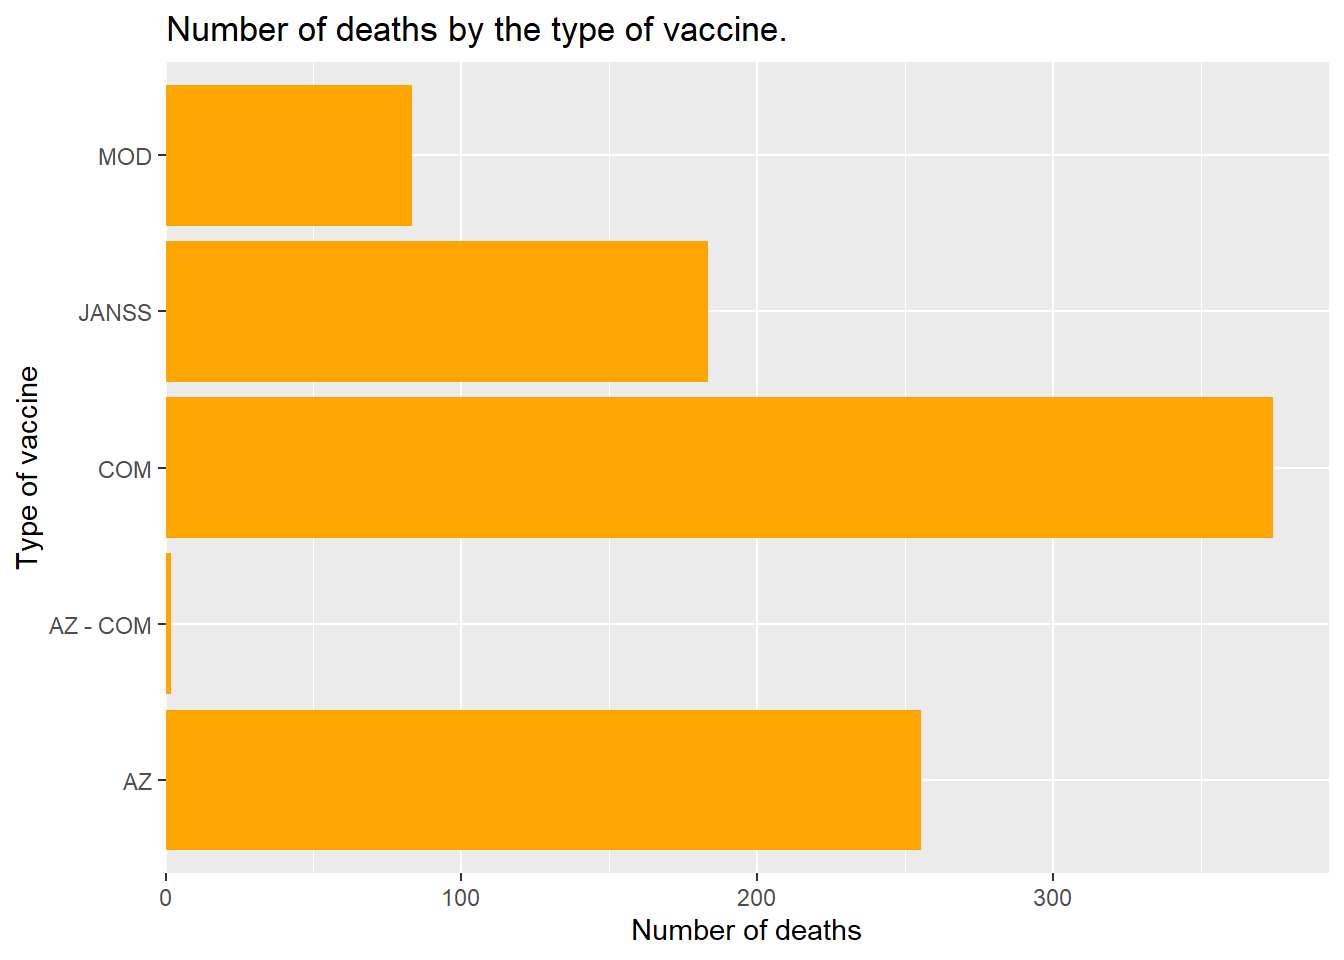 Number of deaths by the type of vaccine.
Type of vaccine
MOD
JANSS
COM
AZ - COM
AZ
0 100 200 300
Number of deaths